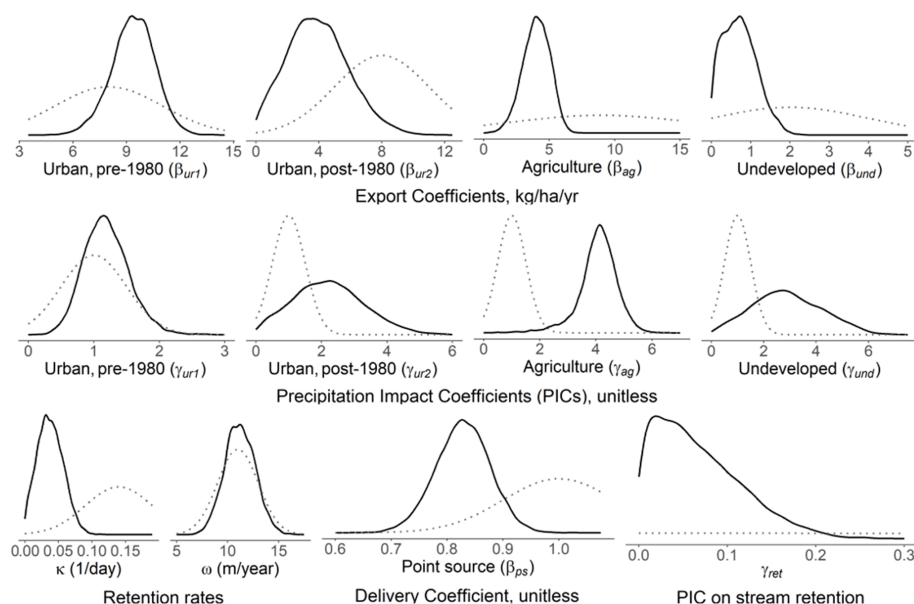 3 6 9 12 15 0 4 8 12 0 5 10 15 0 1 2 3 4 5
Urban, pre-1980 (βur1) Urban, post-1980 (βur2) Agriculture (βag) Undeveloped (βund)
Export Coefficients, kg/ha/yr
0 1 2 3 0 2 4 6 0 2 4 6 0 2 4 6
Urban, pre-1980 (γur1) Urban, post-1980 (γur2) Agriculture (γag) Undeveloped (γund)
Precipitation Impact Coefficients (PICs), unitless
0.00 0.05 0.15 5 10 15 0.6 0.7 0.8 0.9 1.0 0.0 0.1 0.2 0.3
κ (1/day) ω (m/year) Point source (βps) γret
Retention rates Delivery Coefficient, unitless PIC on stream retention